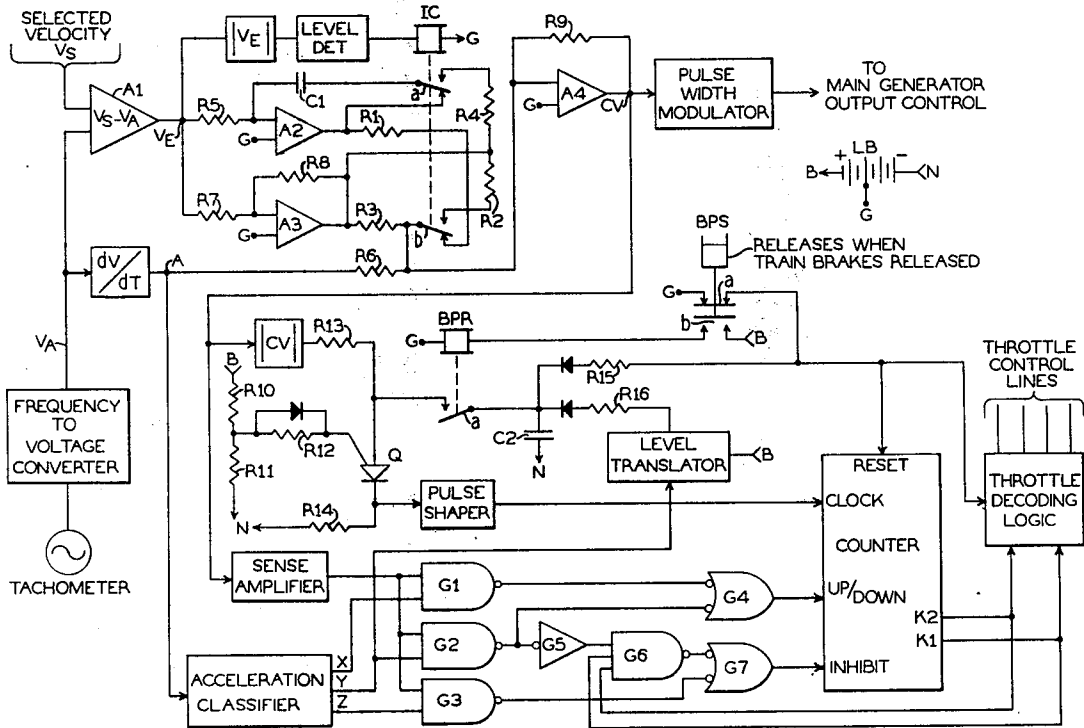 SELECTED
VELOCITY
VS
A1
VS-VA
VE
|VE|
LEVEL
DET
IC
G
C1
a
R5
G
A2
R1
R4
R8
R7
G
A3
R3
b
R2
R6
R9
G
A4
CV
PULSE
WIDTH
MODULATOR
TO
MAIN GENERATOR
OUTPUT CONTROL
+ LB -
B
N
G
BPS
RELEASES WHEN
TRAIN BRAKES RELEASED
G
a
b
B
dV/dT
A
VA
FREQUENCY
TO
VOLTAGE
CONVERTER
TACHOMETER
|CV|
R13
G
BPR
a
B
R10
R12
R11
N
R14
Q
R15
R16
C2
N
LEVEL
TRANSLATOR
B
PULSE
SHAPER
THROTTLE
CONTROL
LINES
THROTTLE
DECODING
LOGIC
RESET
CLOCK
COUNTER
UP/DOWN
K2
K1
INHIBIT
SENSE
AMPLIFIER
G1
G2
G3
G4
G5
G6
G7
ACCELERATION
CLASSIFIER
X
Y
Z